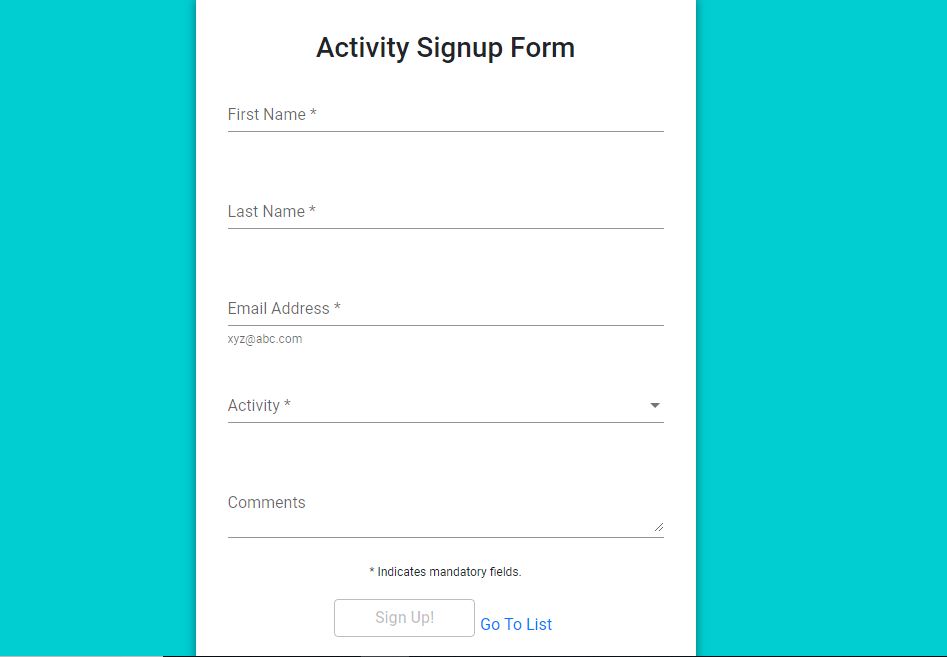 Activity Signup Form
First Name *
Last Name *
Email Address *
xyz@abc.com
Activity *
Comments
* Indicates mandatory fields.
Sign Up! Go To List